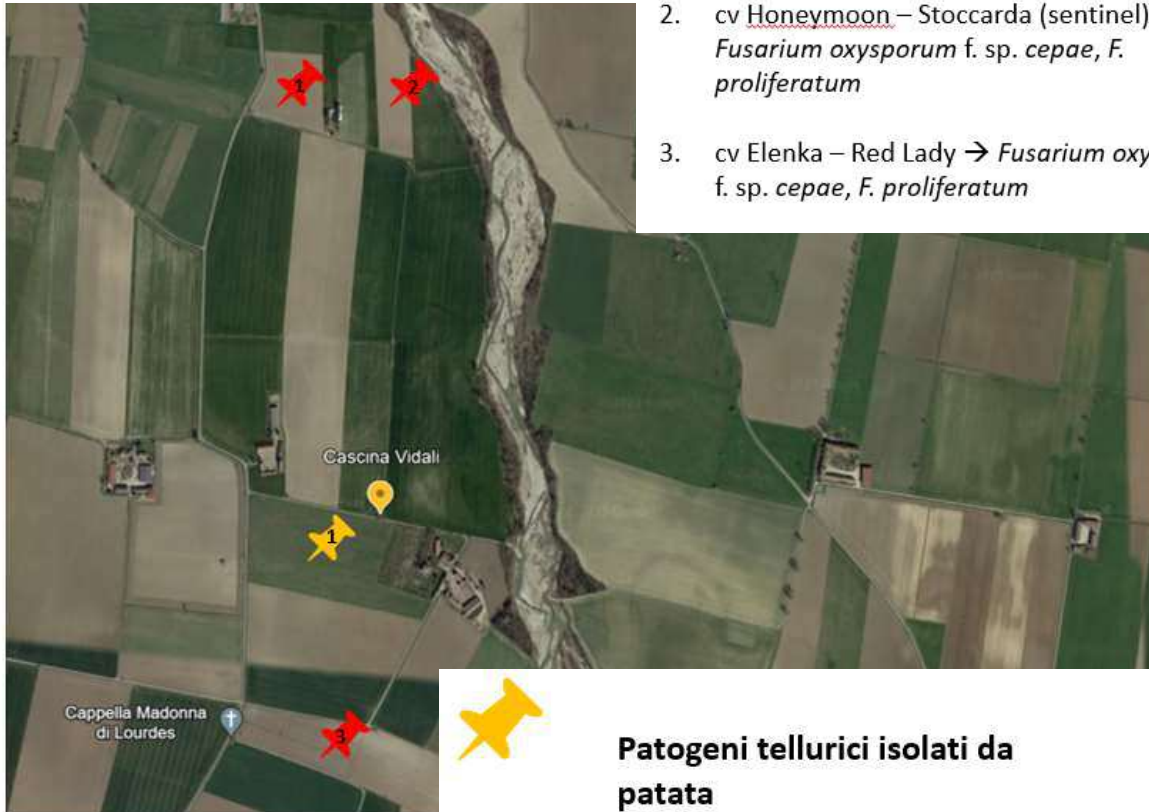 1
2
2. cv Honeymoon – Stoccarda (sentinel)
Fusarium oxysporum f. sp. cepae, F.
proliferatum
3. cv Elenka – Red Lady → Fusarium oxy
f. sp. cepae, F. proliferatum
Cascina Vidali
1
Cappella Madonna
di Lourdes
3
Patogeni tellurici isolati da
patata